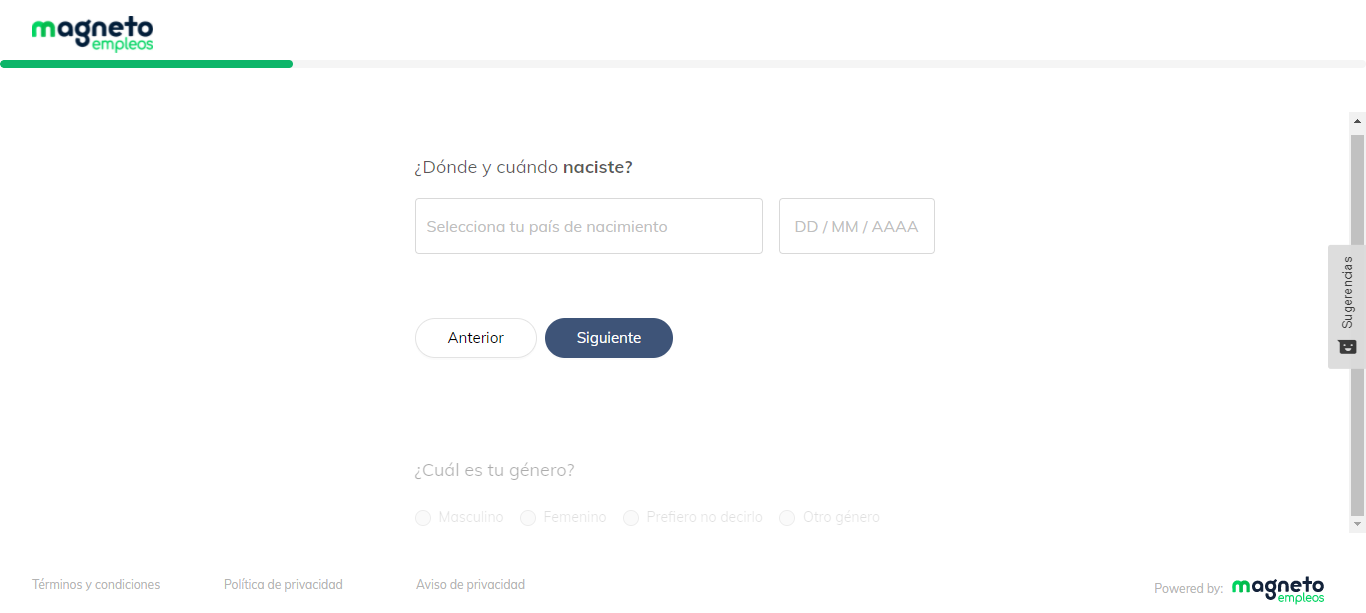 magneto
empleos
¿Dónde y cuándo naciste?
Selecciona tu país de nacimiento DD / MM / AAAA
Sugerencias
Anterior Siguiente
¿Cuál es tu género?
Masculino Femenino Prefiero no decirlo Otro género
Términos y condiciones Política de privacidad Aviso de privacidad Powered by: magneto
empleos